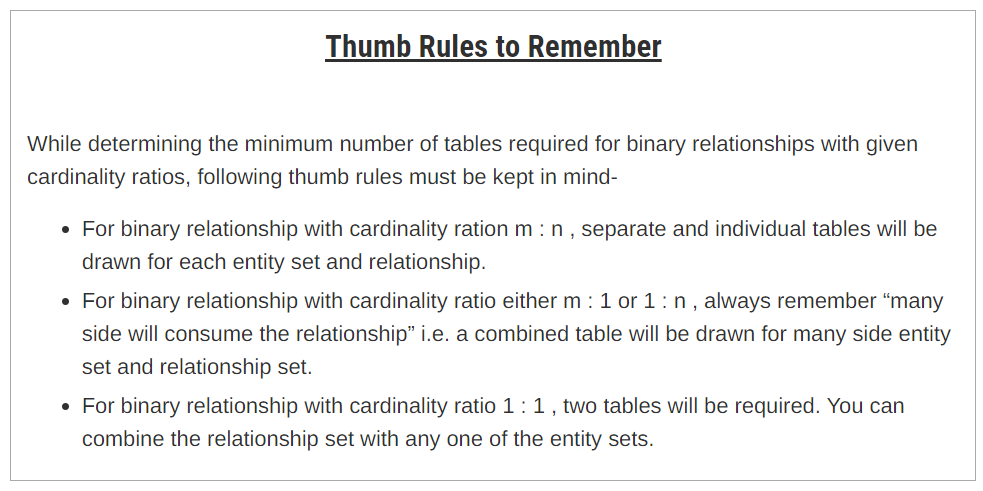 Thumb Rules to Remember
While determining the minimum number of tables required for binary relationships with given
cardinality ratios, following thumb rules must be kept in mind-
• For binary relationship with cardinality ration m : n , separate and individual tables will be
drawn for each entity set and relationship.
• For binary relationship with cardinality ratio either m : 1 or 1 : n , always remember “many
side will consume the relationship” i.e. a combined table will be drawn for many side entity
set and relationship set.
• For binary relationship with cardinality ratio 1 : 1 , two tables will be required. You can
combine the relationship set with any one of the entity sets.